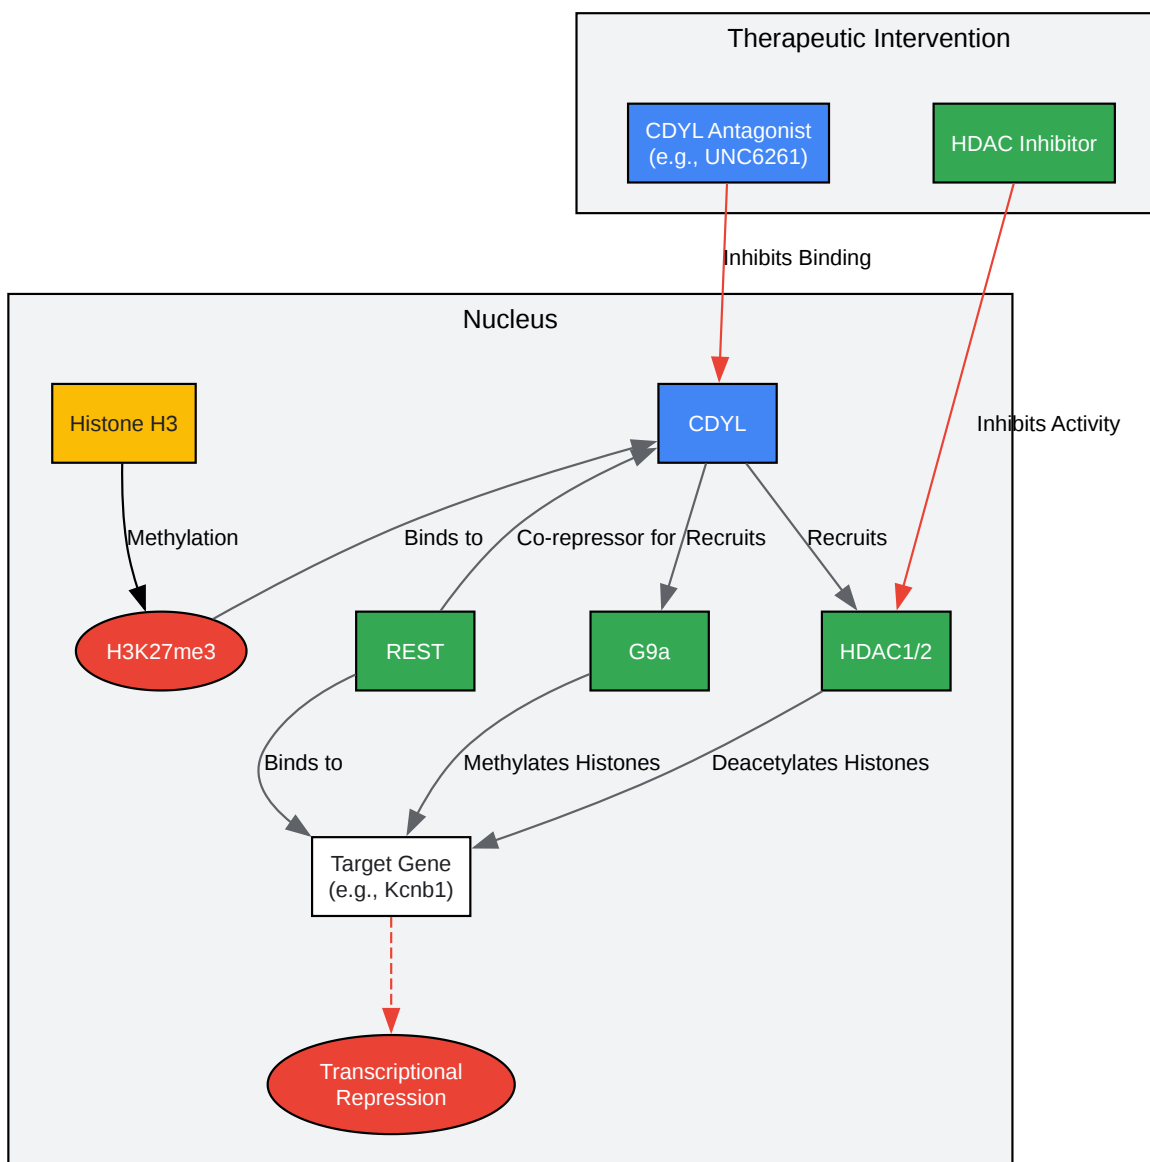 Therapeutic Intervention
CDYL Antagonist
(e.g., UNC6261)
HDAC Inhibitor
Inhibits Binding
Nucleus
Histone H3
CDYL
Inhibits Activity
Methylation
Binds to
Co-repressor for
Recruits
Recruits
H3K27me3
REST
G9a
HDAC1/2
Binds to
Methylates Histones
Deacetylates Histones
Target Gene
(e.g., Kcnb1)
Transcriptional
Repression